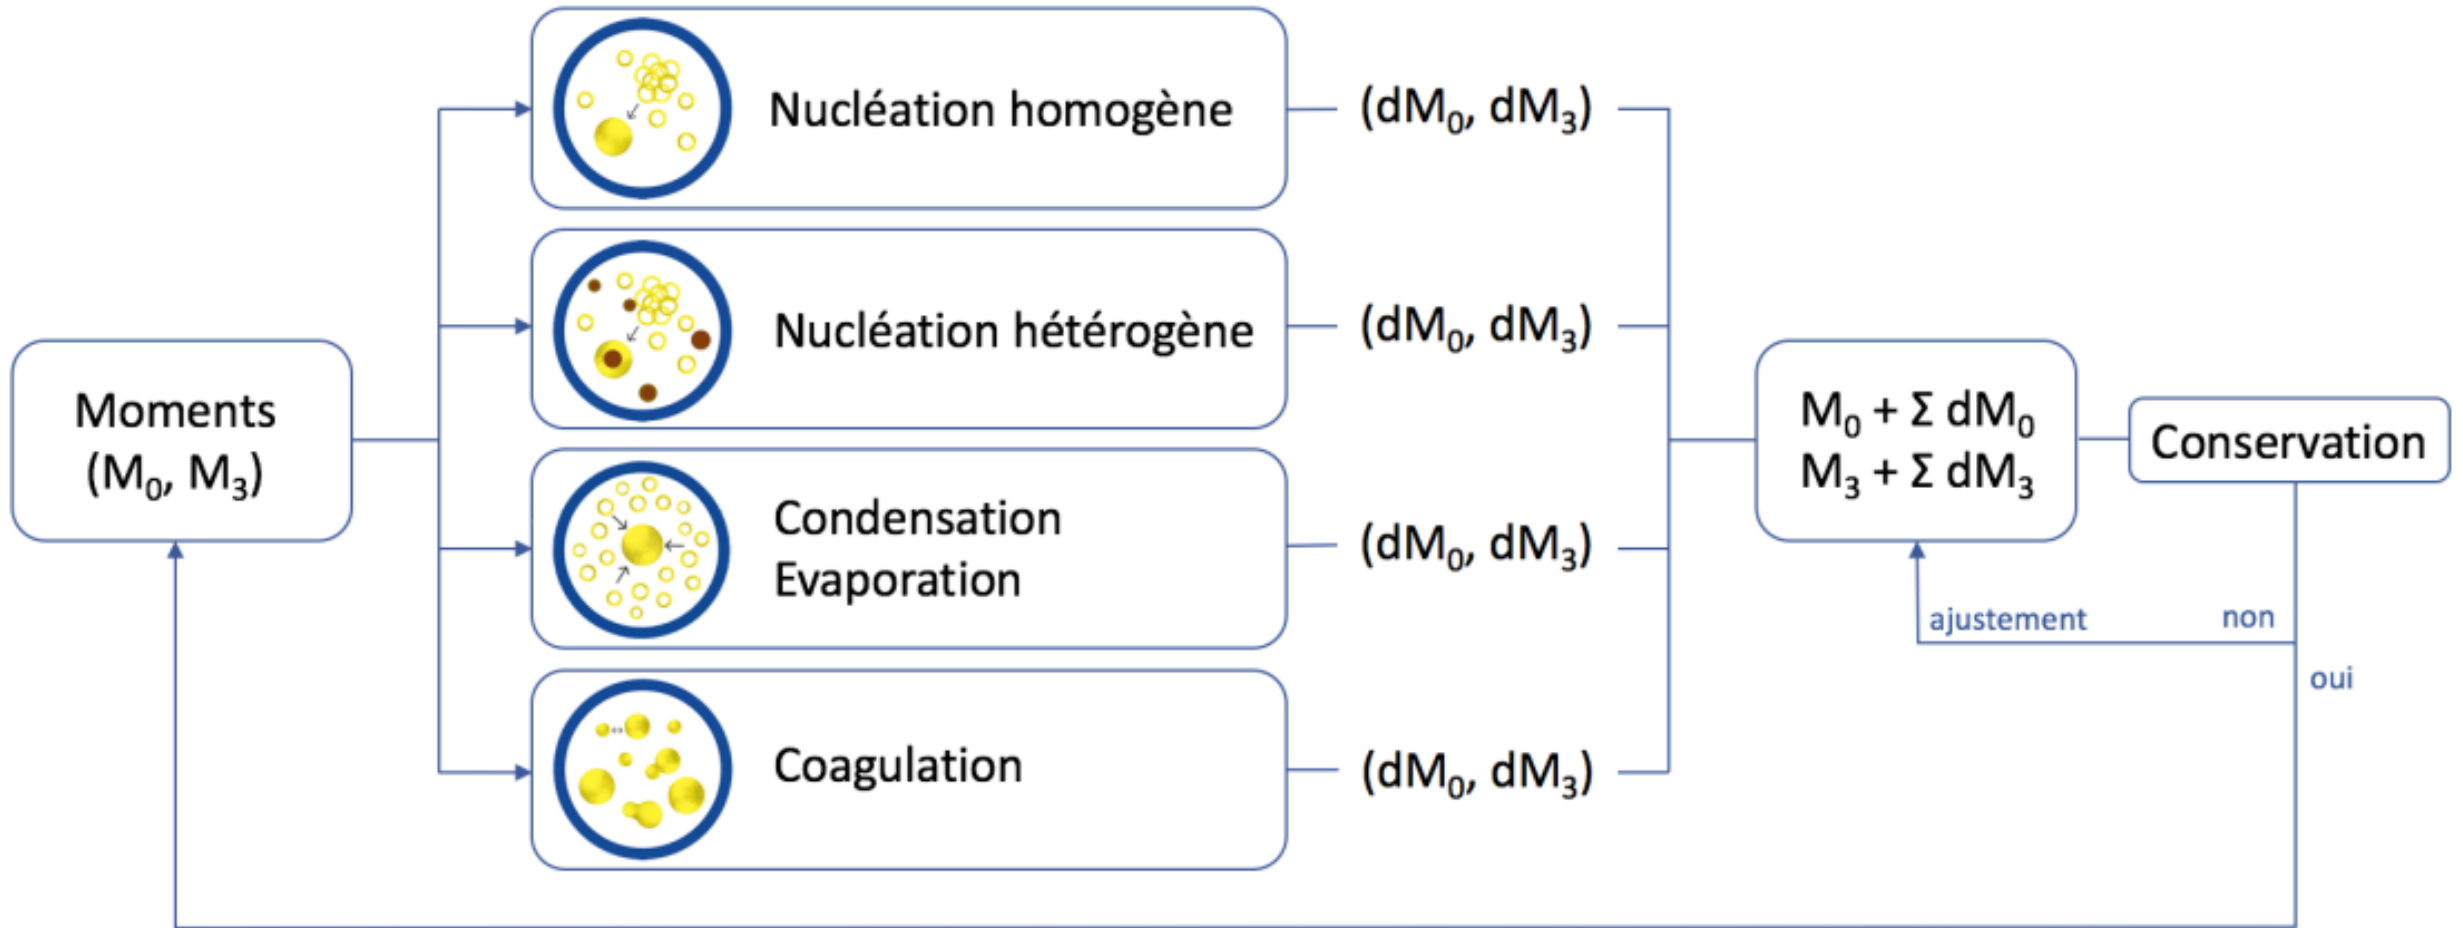 Moments
(M₀, M₃)
Nucléation homogène
(dM₀, dM₃)
Nucléation hétérogène
(dM₀, dM₃)
Condensation
Evaporation
(dM₀, dM₃)
Coagulation
(dM₀, dM₃)
M₀ + Σ dM₀
M₃ + Σ dM₃
Conservation
ajustement
non
oui